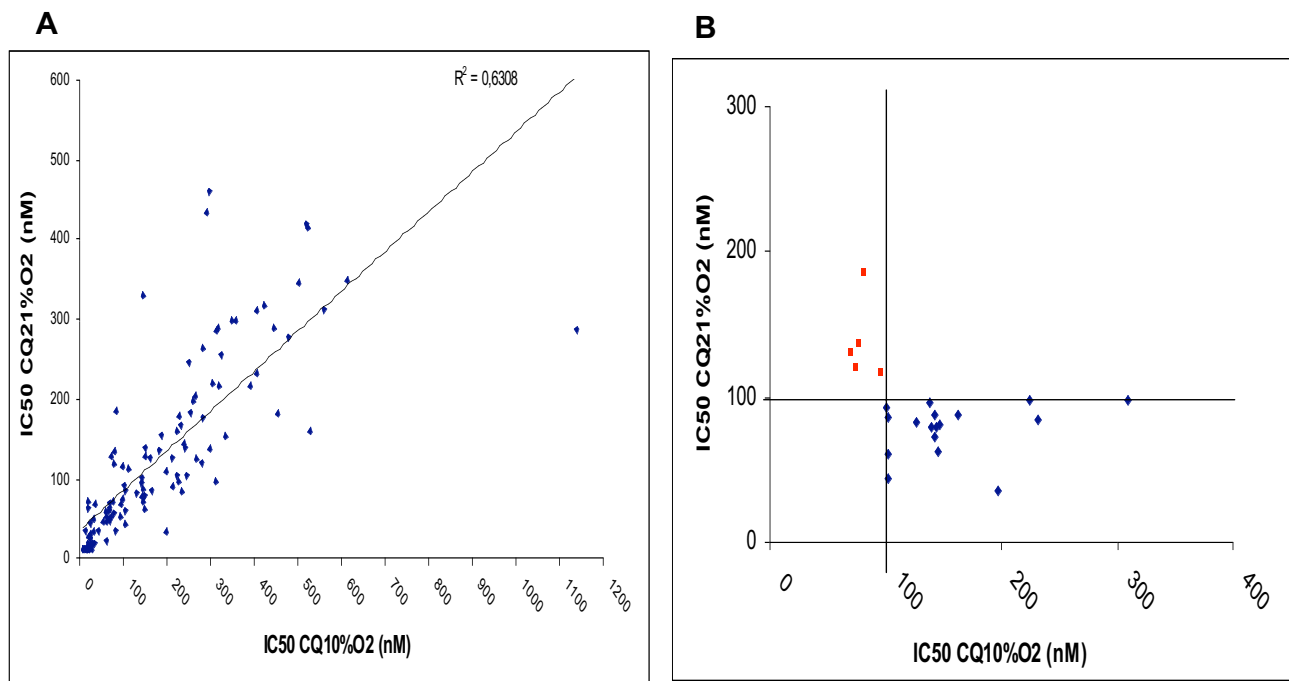 A
R² = 0,6308
IC50 CQ21%O2 (nM)
600
500
400
300
200
100
0
0 100 200 300 400 500 600 700 800 900 1000 1100 1200
IC50 CQ10%O2 (nM)
B
IC50 CQ21%O2 (nM)
300
200
100
0
0 100 200 300 400
IC50 CQ10%O2 (nM)